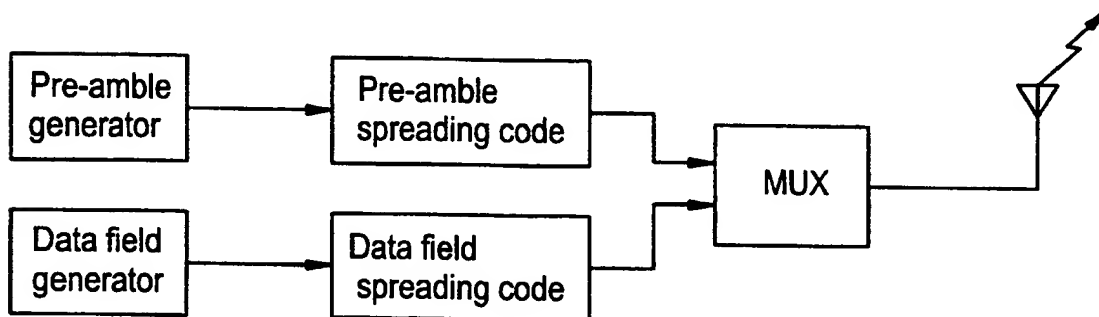 Pre-amble
generator
Pre-amble
spreading code
MUX
Data field
generator
Data field
spreading code